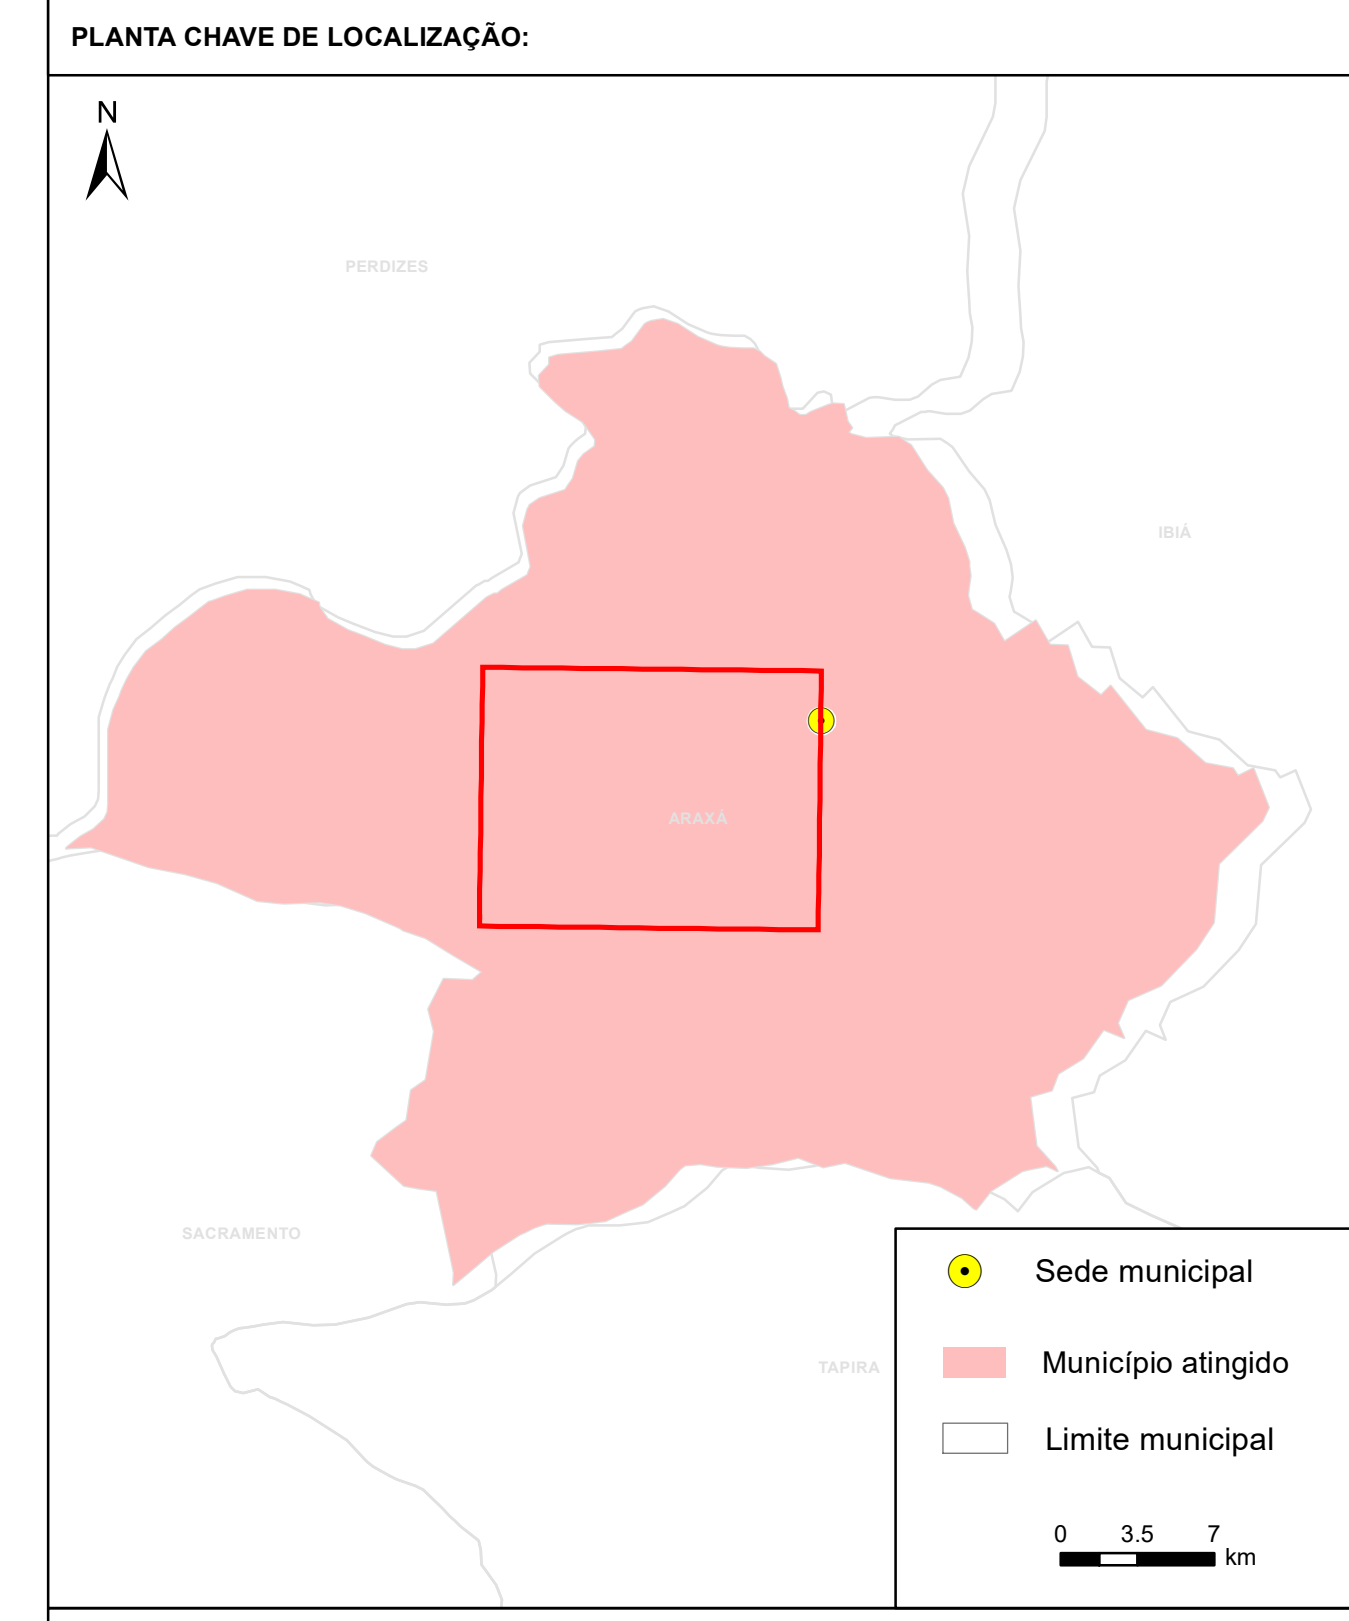 PLANTA CHAVE DE LOCALIZAÇÃO:
N
PERDIZES
IBIÁ
ARAXÁ
SACRAMENTO
TAPIRA
Sede municipal
Município atingido
Limite municipal
0 3.5 7
km